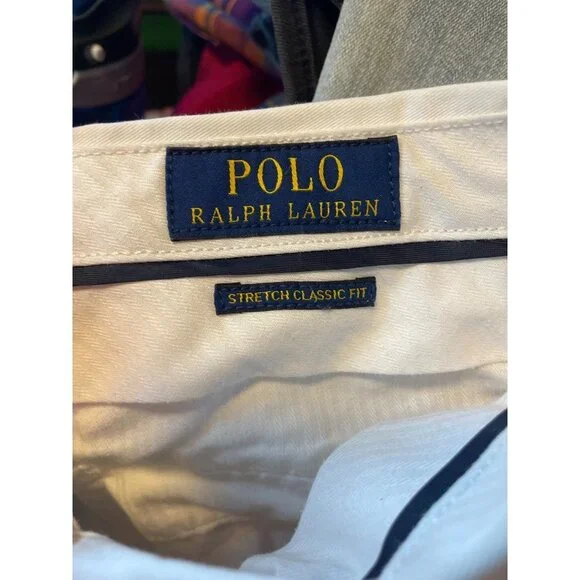 POLO
RALPH LAUREN
STRETCH CLASSIC FIT